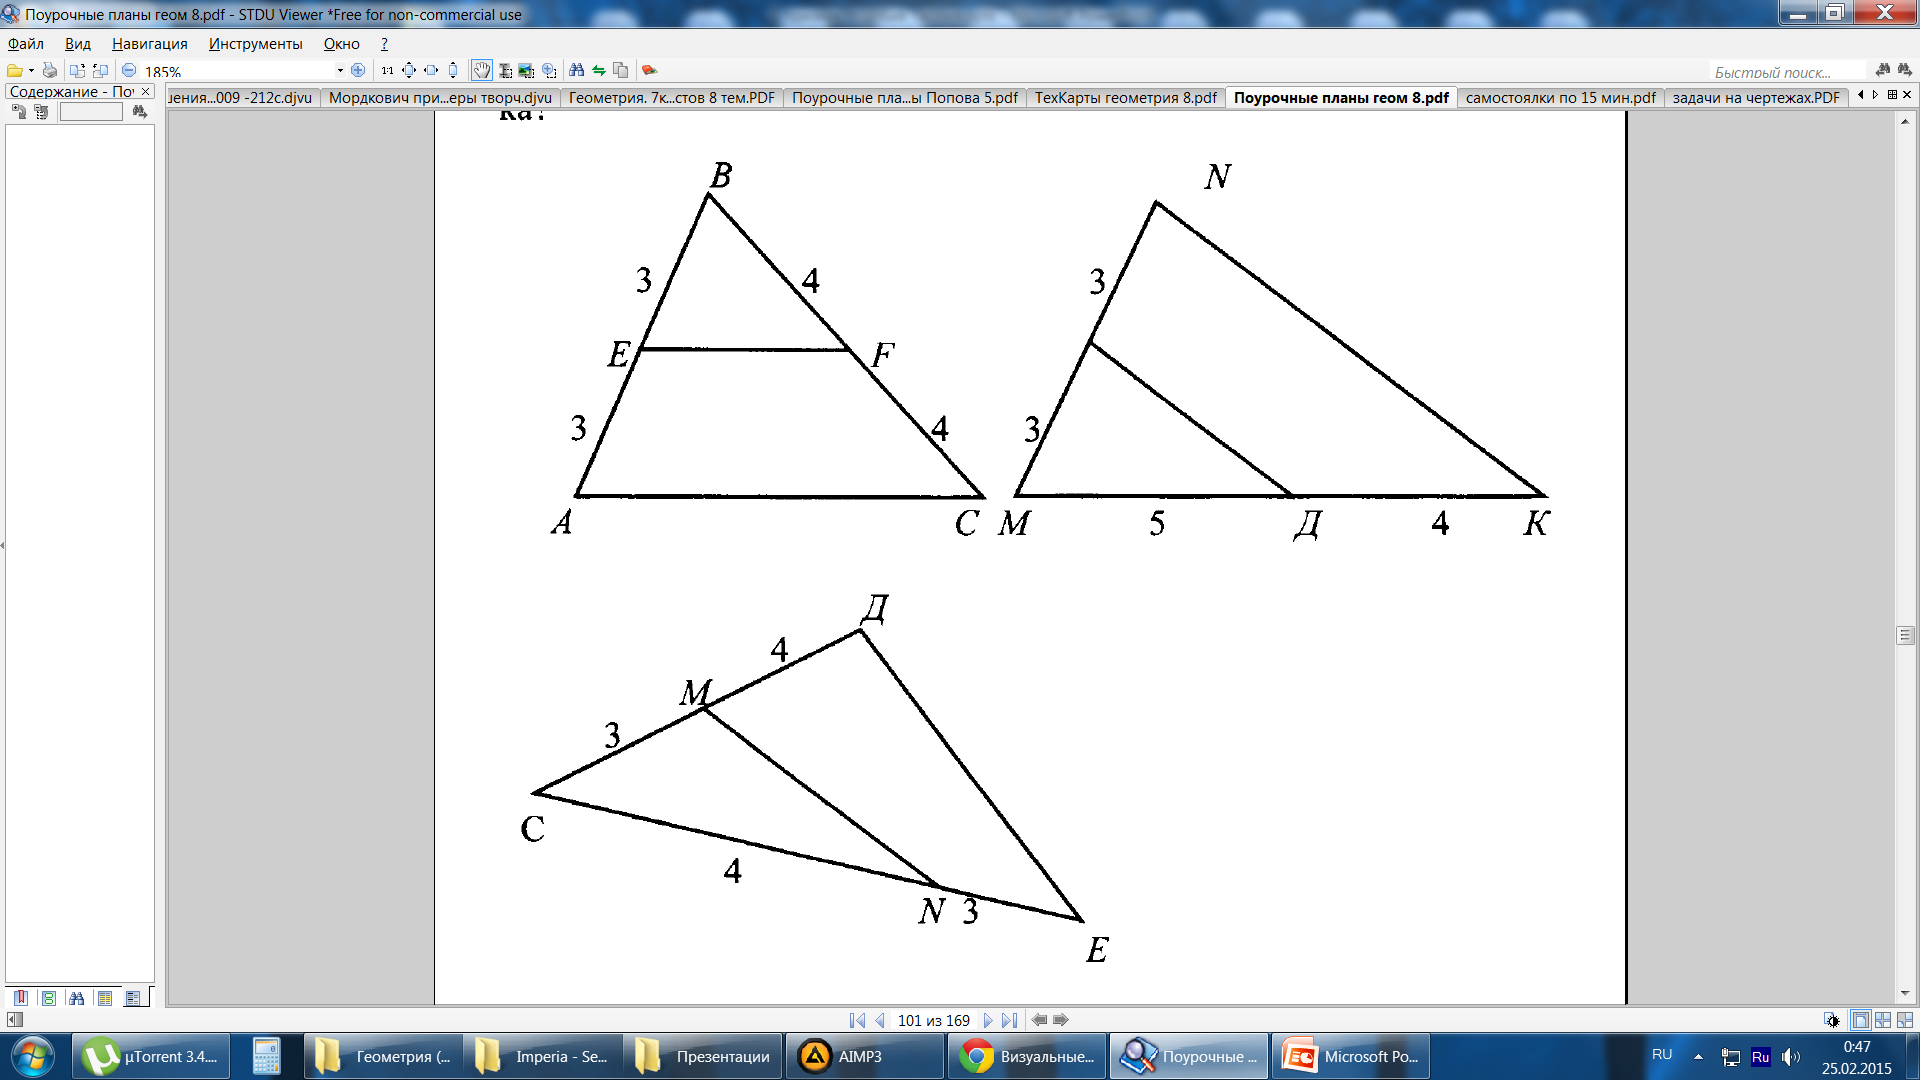 Поурочные планы геом 8.pdf - STDU Viewer *Free for non-commercial use
Файл Вид Навигация Инструменты Окно ?
185% 1:1 Быстрый поиск...
Содержание - По
...009 -212с.djvu Мордкович при...еры творч.djvu Геометрия. 7к...стов 8 тем.PDF Поурочные пла...ы Попова 5.pdf ТехКарты геометрия 8.pdf Поурочные планы геом 8.pdf самостоялки по 15 мин.pdf задачи на чертежах.PDF
ка?
B N
3 4 3
E F
3 4 3
A C M 5 Д 4 K
Д
4
M
3
C
4
N 3
E
101 из 169
µTorrent 3.4.... Геометрия (... Imperia - Se... Презентации AIMP3 Визуальные... Поурочные ... Microsoft Po... RU Ru 0:47
25.02.2015